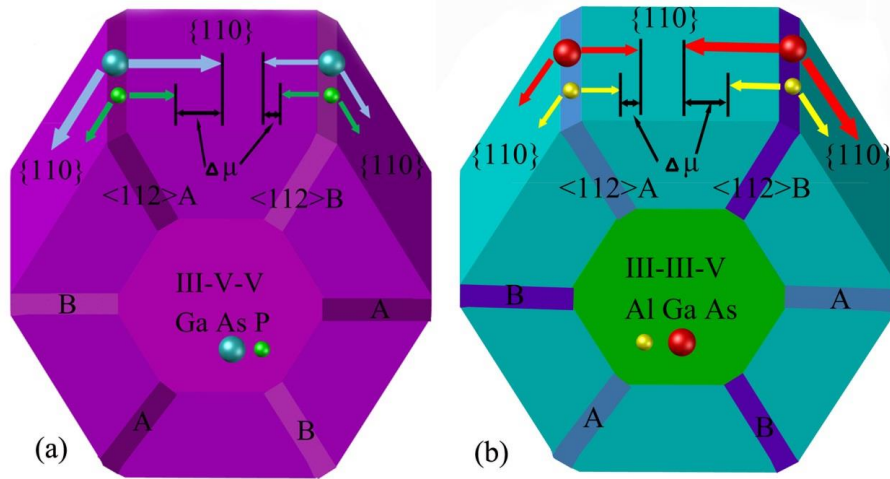 {110}
{110}
{110}
Δμ
<112>A
<112>B
III-V-V
Ga As P
B
A
A
B
(a)
{110}
{110}
{110}
Δμ
<112>A
<112>B
III-III-V
Al Ga As
B
A
A
B
(b)